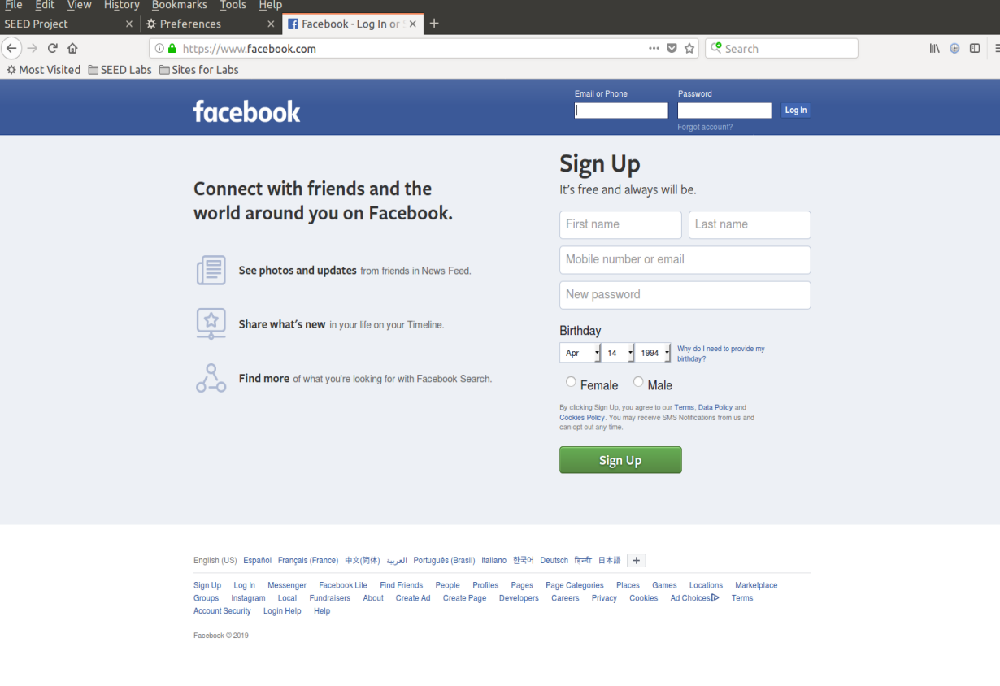 File Edit View History Bookmarks Tools Help
SEED Project × Preferences × Facebook - Log In or × +
https://www.facebook.com ••• Search
Most Visited SEED Labs Sites for Labs
facebook
Email or Phone Password
Log In
Forgot account?
Connect with friends and the
world around you on Facebook.
See photos and updates from friends in News Feed.
Share what's new in your life on your Timeline.
Find more of what you're looking for with Facebook Search.
Sign Up
It's free and always will be.
First name Last name
Mobile number or email
New password
Birthday
Apr 14 1994 Why do I need to provide my
birthday?
Female Male
By clicking Sign Up, you agree to our Terms, Data Policy and
Cookies Policy. You may receive SMS Notifications from us and
can opt out any time.
Sign Up
English (US) Español Français (France) 中文(简体) العربية Português (Brasil) Italiano 한국어 Deutsch हिन्दी 日本語 +
Sign Up Log In Messenger Facebook Lite Find Friends People Profiles Pages Page Categories Places Games Locations Marketplace
Groups Instagram Local Fundraisers About Create Ad Create Page Developers Careers Privacy Cookies Ad Choices Terms
Account Security Login Help Help
Facebook © 2019